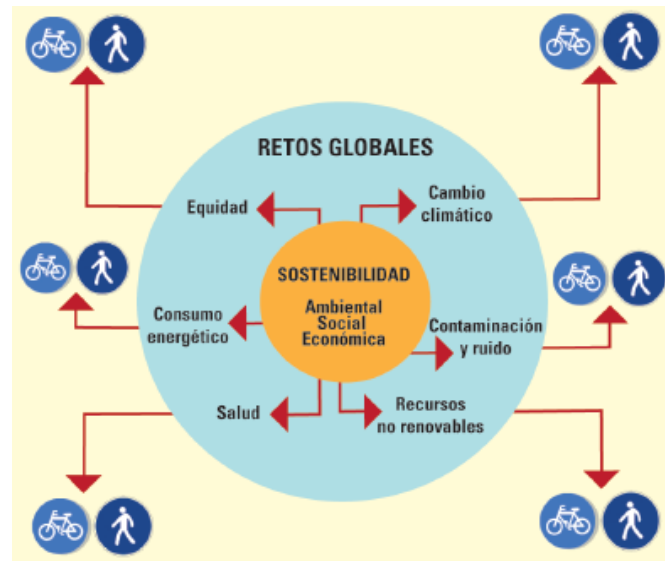 RETOS GLOBALES
Equidad
Cambio
climático
SOSTENIBILIDAD
Ambiental
Social
Económica
Consumo
energético
Contaminación
y ruido
Salud
Recursos
no renovables